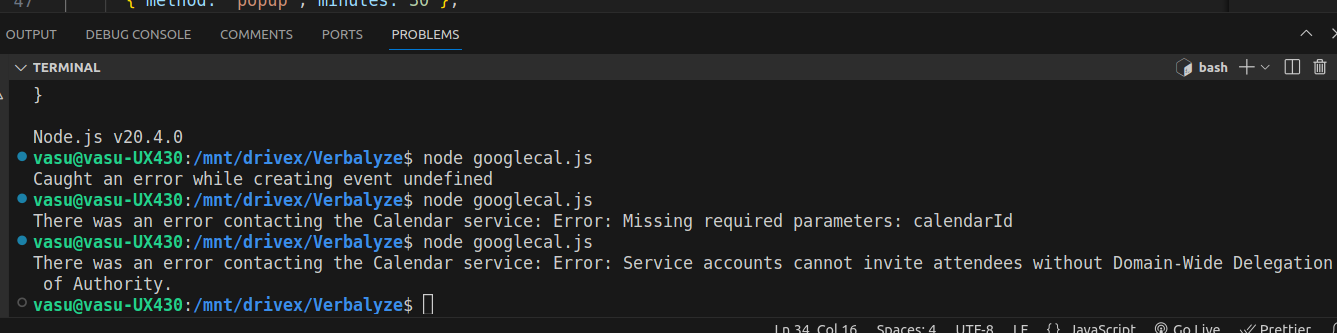 47 { method: "popup", minutes: 30 },
OUTPUT DEBUG CONSOLE COMMENTS PORTS PROBLEMS
TERMINAL bash
}
Node.js v20.4.0
vasu@vasu-UX430:/mnt/drivex/Verbalyze$ node googlecal.js
Caught an error while creating event undefined
vasu@vasu-UX430:/mnt/drivex/Verbalyze$ node googlecal.js
There was an error contacting the Calendar service: Error: Missing required parameters: calendarId
vasu@vasu-UX430:/mnt/drivex/Verbalyze$ node googlecal.js
There was an error contacting the Calendar service: Error: Service accounts cannot invite attendees without Domain-Wide Delegation
of Authority.
vasu@vasu-UX430:/mnt/drivex/Verbalyze$
Ln 34, Col 16 Spaces: 4 UTF-8 LF {} JavaScript Go Live Prettier